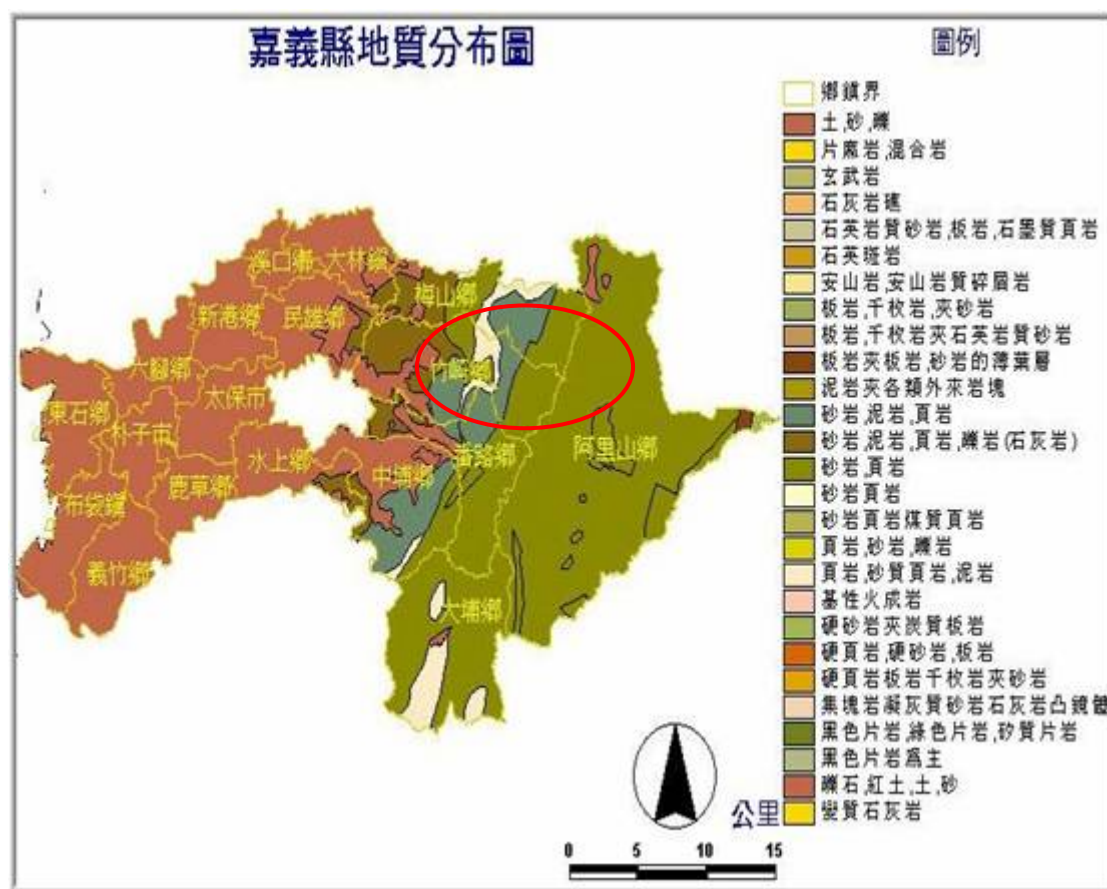 嘉義縣地質分布圖
圖例
鄉鎮界
土,砂,礫
片麻岩,混合岩
玄武岩
石灰岩礁
石英岩質砂岩,板岩,石墨質頁岩
石英斑岩
安山岩,安山岩質碎屑岩
板岩,千枚岩,夾砂岩
板岩,千枚岩夾石英岩質砂岩
板岩夾板岩,砂岩的薄葉層
泥岩夾各類外來岩塊
砂岩,泥岩,頁岩
砂岩,泥岩,頁岩,礫岩(石灰岩)
砂岩,頁岩
砂岩頁岩
砂岩頁岩煤質頁岩
頁岩,砂岩,礫岩
頁岩,砂質頁岩,泥岩
基性火成岩
硬砂岩夾炭質板岩
硬頁岩,硬砂岩,板岩
硬頁岩板岩千枚岩夾砂岩
集塊岩凝灰質砂岩石灰岩凸鏡體
黑色片岩,綠色片岩,矽質片岩
黑色片岩為主
礫石,紅土,土,砂
變質石灰岩
溪口鄉
大林鎮
梅山鄉
新港鄉
民雄鄉
竹崎鄉
六腳鄉
太保市
東石鄉
朴子市
水上鄉
中埔鄉
番路鄉
阿里山鄉
鹿草鄉
布袋鎮
義竹鄉
大埔鄉
公里
0 5 10 15